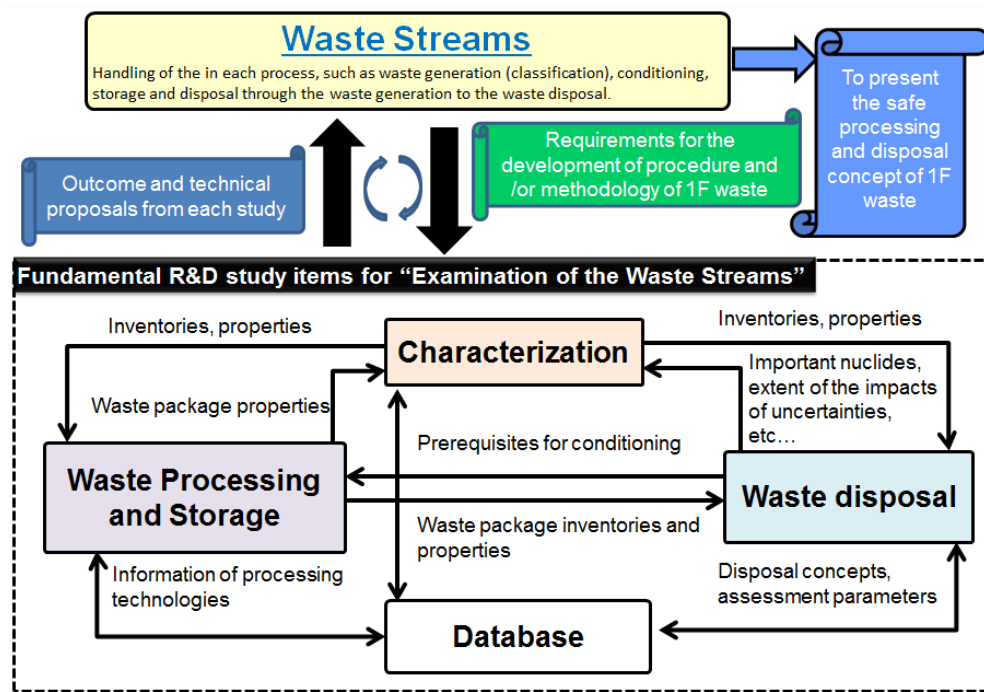 Waste Streams
Handling of the in each process, such as waste generation (classification), conditioning,
storage and disposal through the waste generation to the waste disposal.
To present
the safe
processing
and disposal
concept of 1F
waste
Outcome and technical
proposals from each study
Requirements for the
development of procedure and
/or methodology of 1F waste
Fundamental R&D study items for “Examination of the Waste Streams”
Inventories, properties
Characterization
Inventories, properties
Waste package properties
Important nuclides,
extent of the impacts
of uncertainties,
etc…
Prerequisites for conditioning
Waste Processing
and Storage
Waste disposal
Waste package inventories and
properties
Information of processing
technologies
Disposal concepts,
assessment parameters
Database